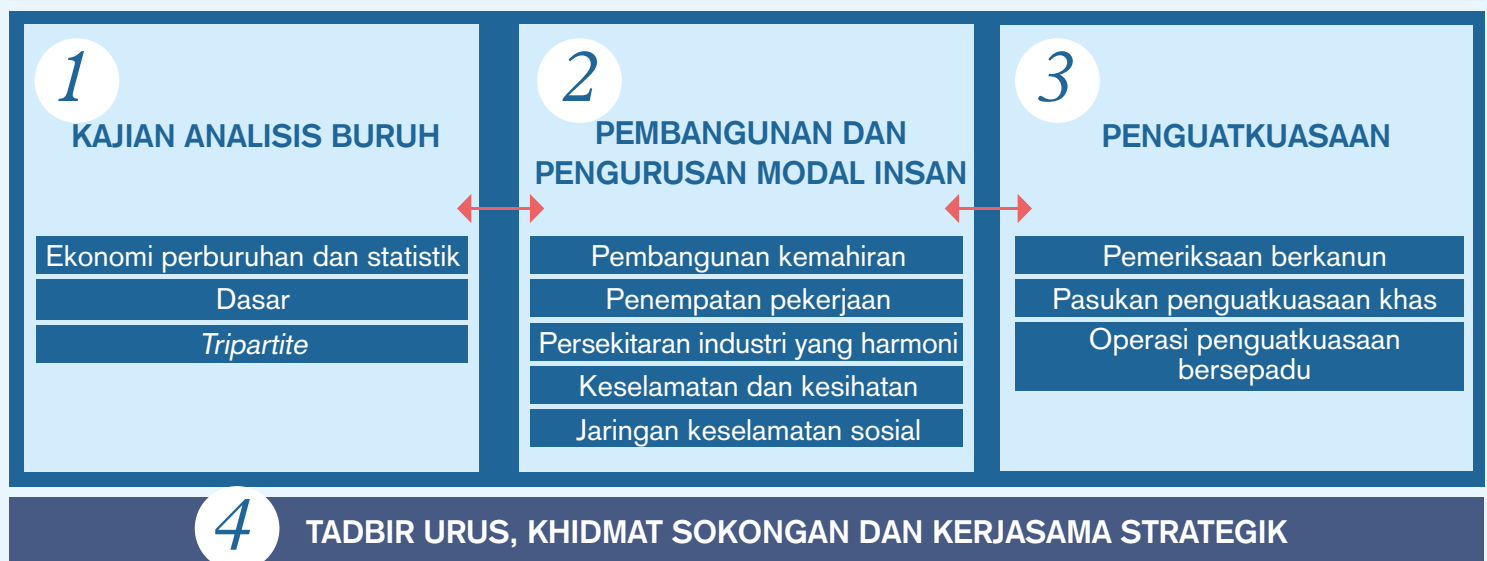 1
KAJIAN ANALISIS BURUH
Ekonomi perburuhan dan statistik
Dasar
Tripartite
2
PEMBANGUNAN DAN
PENGURUSAN MODAL INSAN
Pembangunan kemahiran
Penempatan pekerjaan
Persekitaran industri yang harmoni
Keselamatan dan kesihatan
Jaringan keselamatan sosial
3
PENGUATKUASAAN
Pemeriksaan berkanun
Pasukan penguatkuasaan khas
Operasi penguatkuasaan
bersepadu
4
TADBIR URUS, KHIDMAT SOKONGAN DAN KERJASAMA STRATEGIK